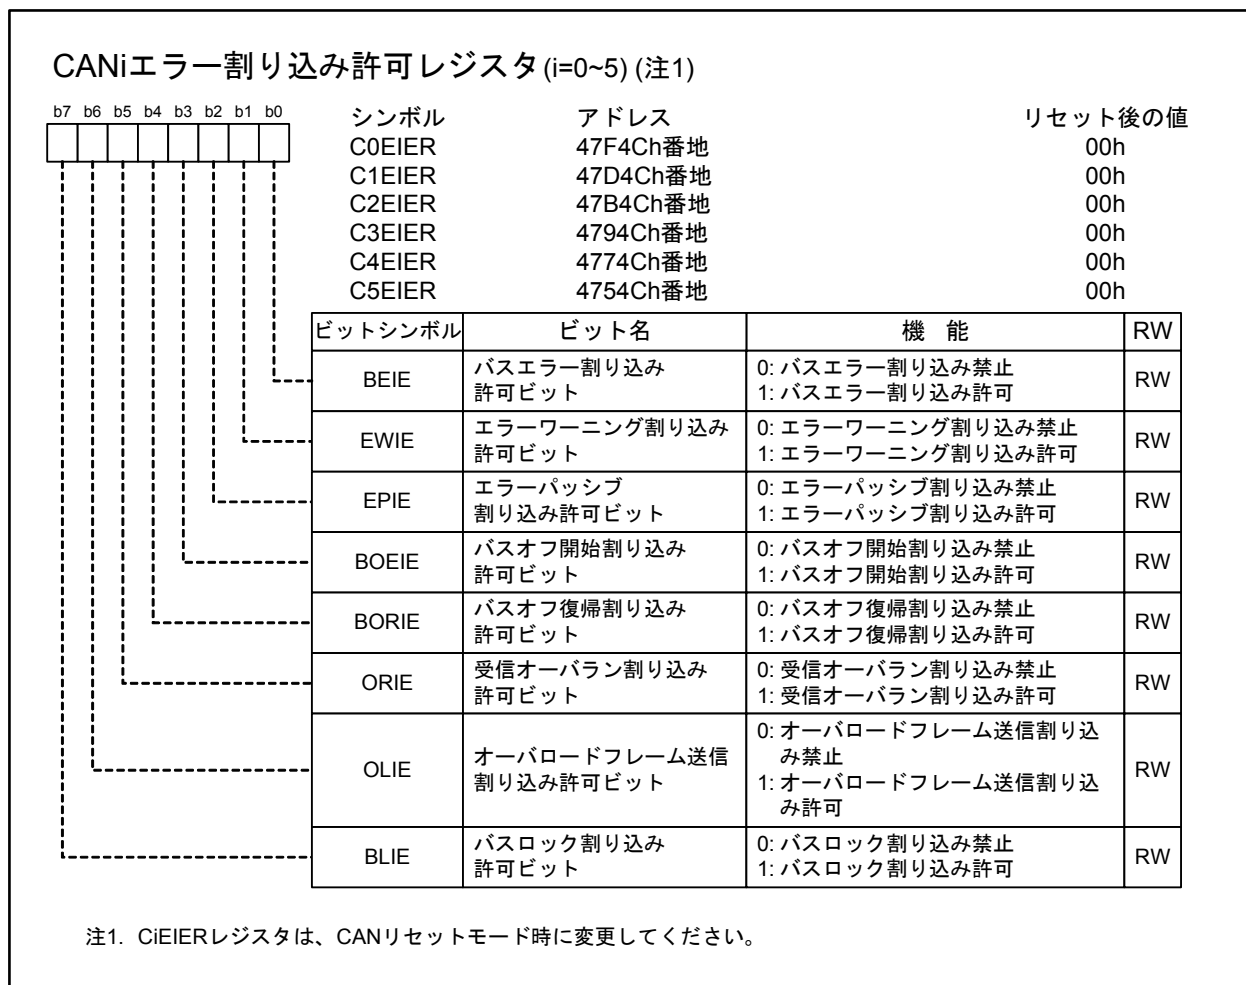 CANiエラー割り込み許可レジスタ(i=0~5) (注1)
b7 b6 b5 b4 b3 b2 b1 b0
シンボル アドレス リセット後の値
C0EIER 47F4Ch番地 00h
C1EIER 47D4Ch番地 00h
C2EIER 47B4Ch番地 00h
C3EIER 4794Ch番地 00h
C4EIER 4774Ch番地 00h
C5EIER 4754Ch番地 00h
ビットシンボル ビット名 機　能 RW
BEIE
バスエラー割り込み
許可ビット
0: バスエラー割り込み禁止
1: バスエラー割り込み許可
RW
EWIE
エラーワーニング割り込み
許可ビット
0: エラーワーニング割り込み禁止
1: エラーワーニング割り込み許可
RW
EPIE
エラーパッシブ
割り込み許可ビット
0: エラーパッシブ割り込み禁止
1: エラーパッシブ割り込み許可
RW
BOEIE
バスオフ開始割り込み
許可ビット
0: バスオフ開始割り込み禁止
1: バスオフ開始割り込み許可
RW
BORIE
バスオフ復帰割り込み
許可ビット
0: バスオフ復帰割り込み禁止
1: バスオフ復帰割り込み許可
RW
ORIE
受信オーバラン割り込み
許可ビット
0: 受信オーバラン割り込み禁止
1: 受信オーバラン割り込み許可
RW
OLIE
オーバロードフレーム送信
割り込み許可ビット
0: オーバロードフレーム送信割り込
み禁止
1: オーバロードフレーム送信割り込
み許可
RW
BLIE
バスロック割り込み
許可ビット
0: バスロック割り込み禁止
1: バスロック割り込み許可
RW
注1. CiEIERレジスタは、CANリセットモード時に変更してください。